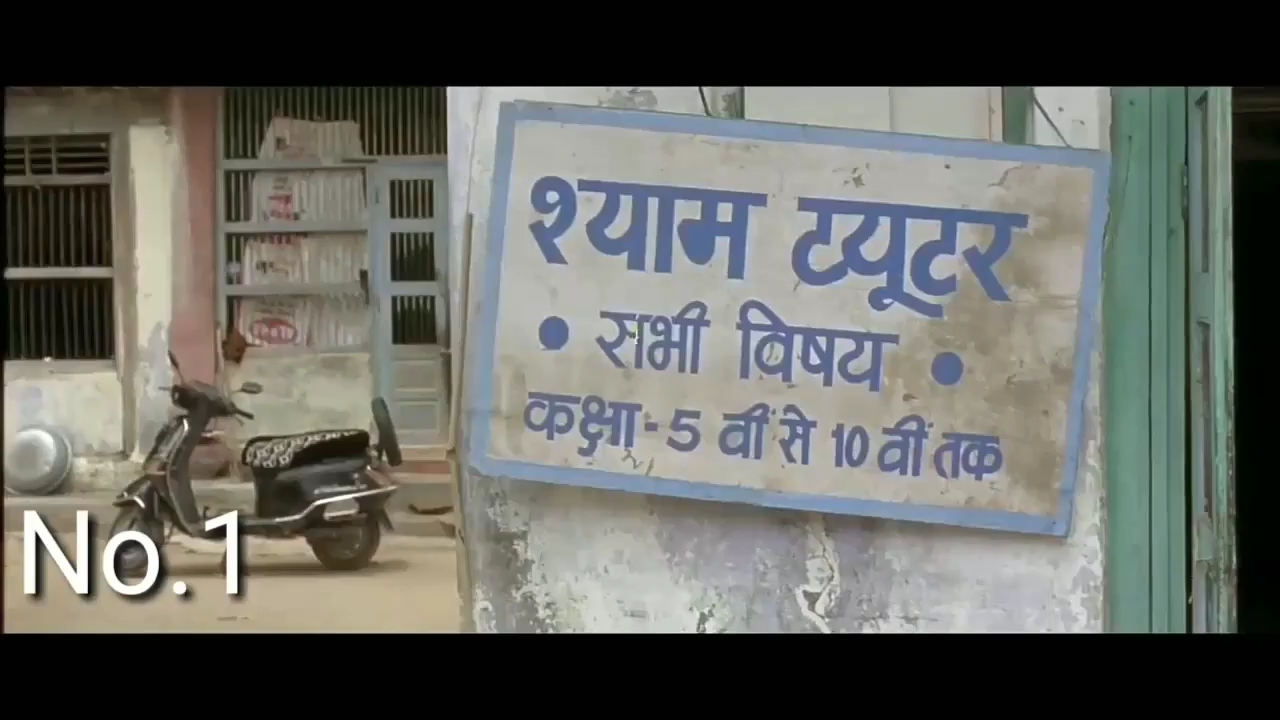 श्याम ट्यूटर
• सभी विषय •
कक्षा - 5 वीं से 10 वीं तक
No.1